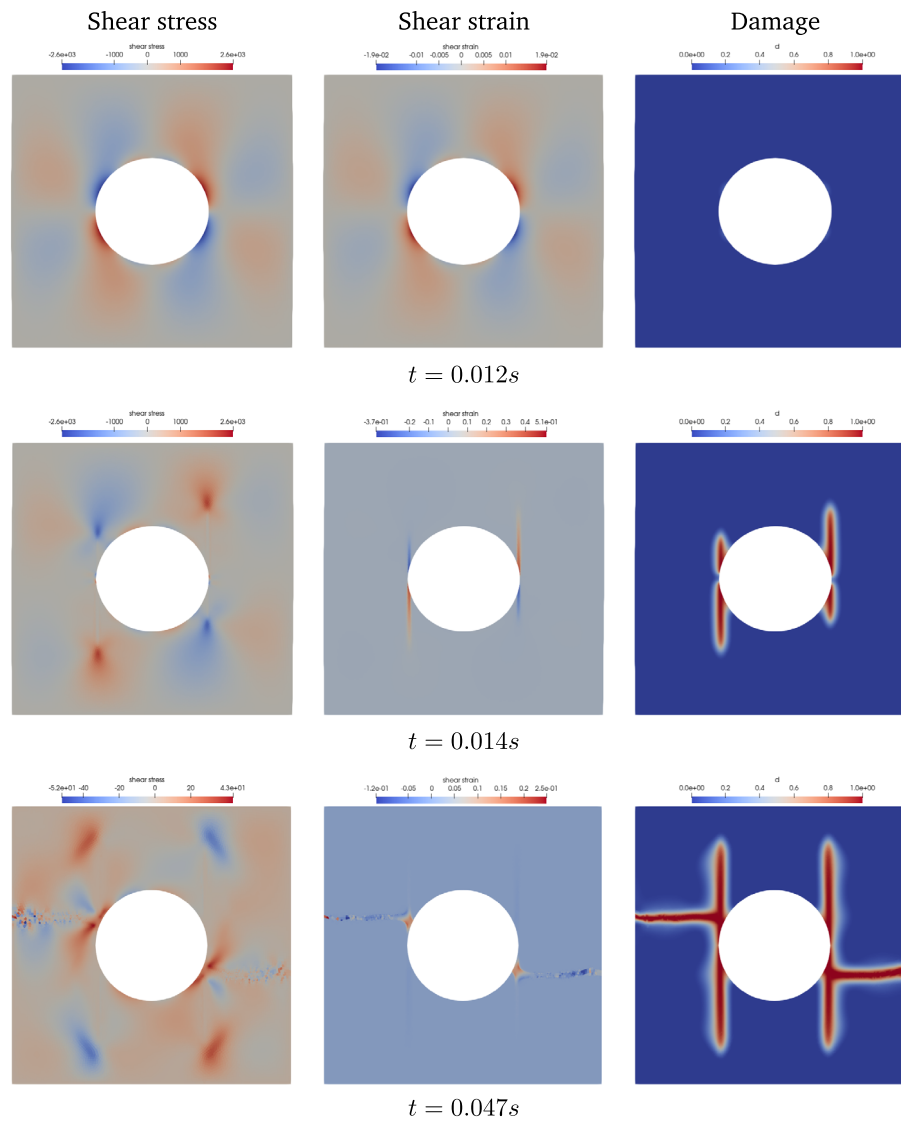 Shear stress Shear strain Damage
shear stress shear strain d
-2.6e+03 -1000 0 1000 2.6e+03 -1.9e-02 -0.01 -0.005 0 0.005 0.01 1.9e-02 0.0e+00 0.2 0.4 0.6 0.8 1.0e+00
t = 0.012s
shear stress shear strain d
-2.6e+03 -1000 0 1000 2.6e+03 -3.7e-01 -0.2 -0.1 0 0.1 0.2 0.3 0.4 5.1e-01 0.0e+00 0.2 0.4 0.6 0.8 1.0e+00
t = 0.014s
shear stress shear strain d
-5.2e+01 -40 -20 0 20 4.3e+01 -1.2e-01 -0.05 0 0.05 0.1 0.15 0.2 2.5e-01 0.0e+00 0.2 0.4 0.6 0.8 1.0e+00
t = 0.047s